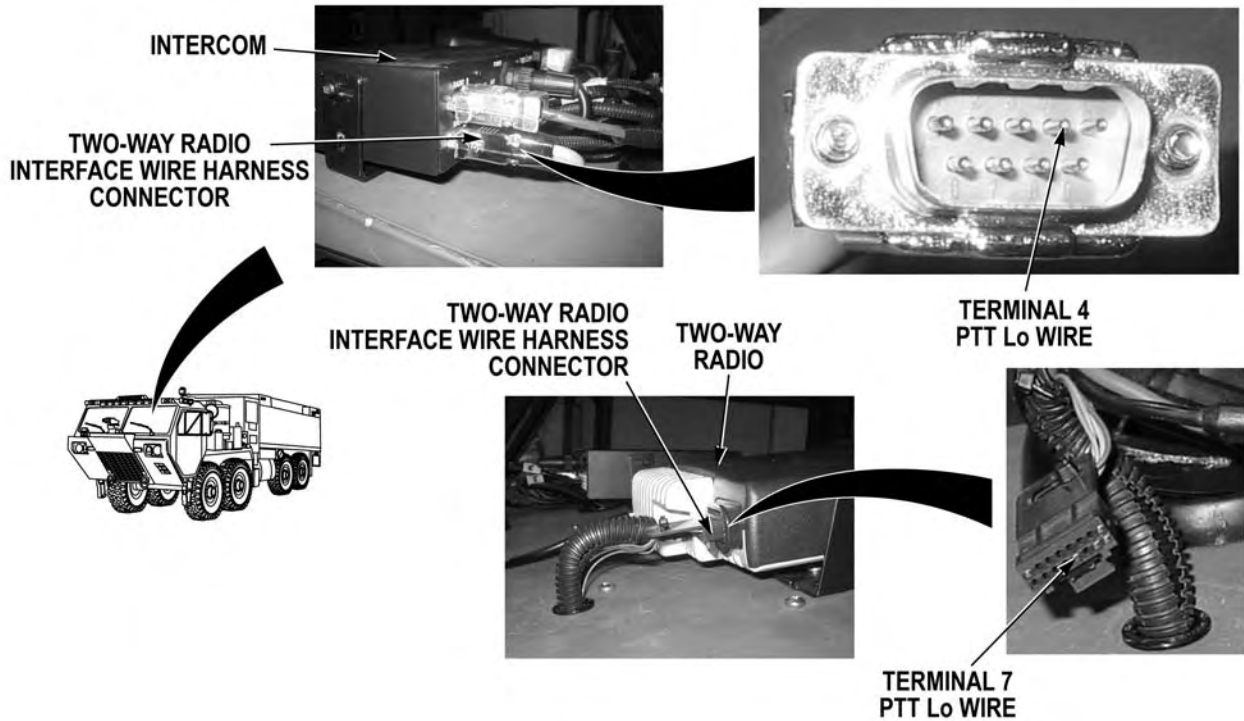 INTERCOM
TWO-WAY RADIO
INTERFACE WIRE HARNESS
CONNECTOR
TERMINAL 4
PTT Lo WIRE
TWO-WAY RADIO
INTERFACE WIRE HARNESS
CONNECTOR
TWO-WAY
RADIO
TERMINAL 7
PTT Lo WIRE